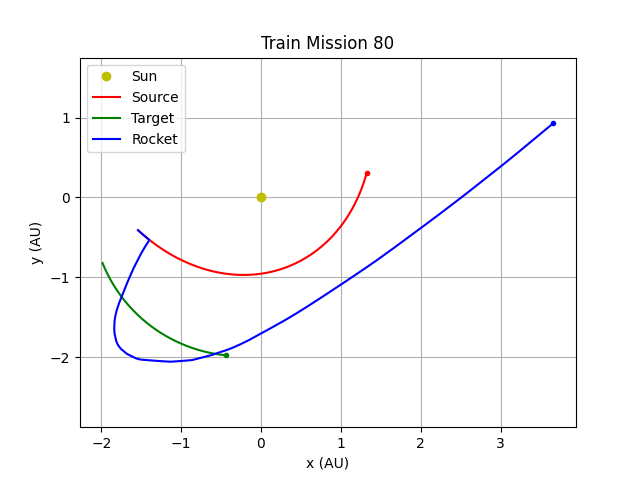 Train Mission 80
Sun
Source
Target
Rocket
1
0
−1
−2
y (AU)
−2
−1
0
1
2
3
x (AU)